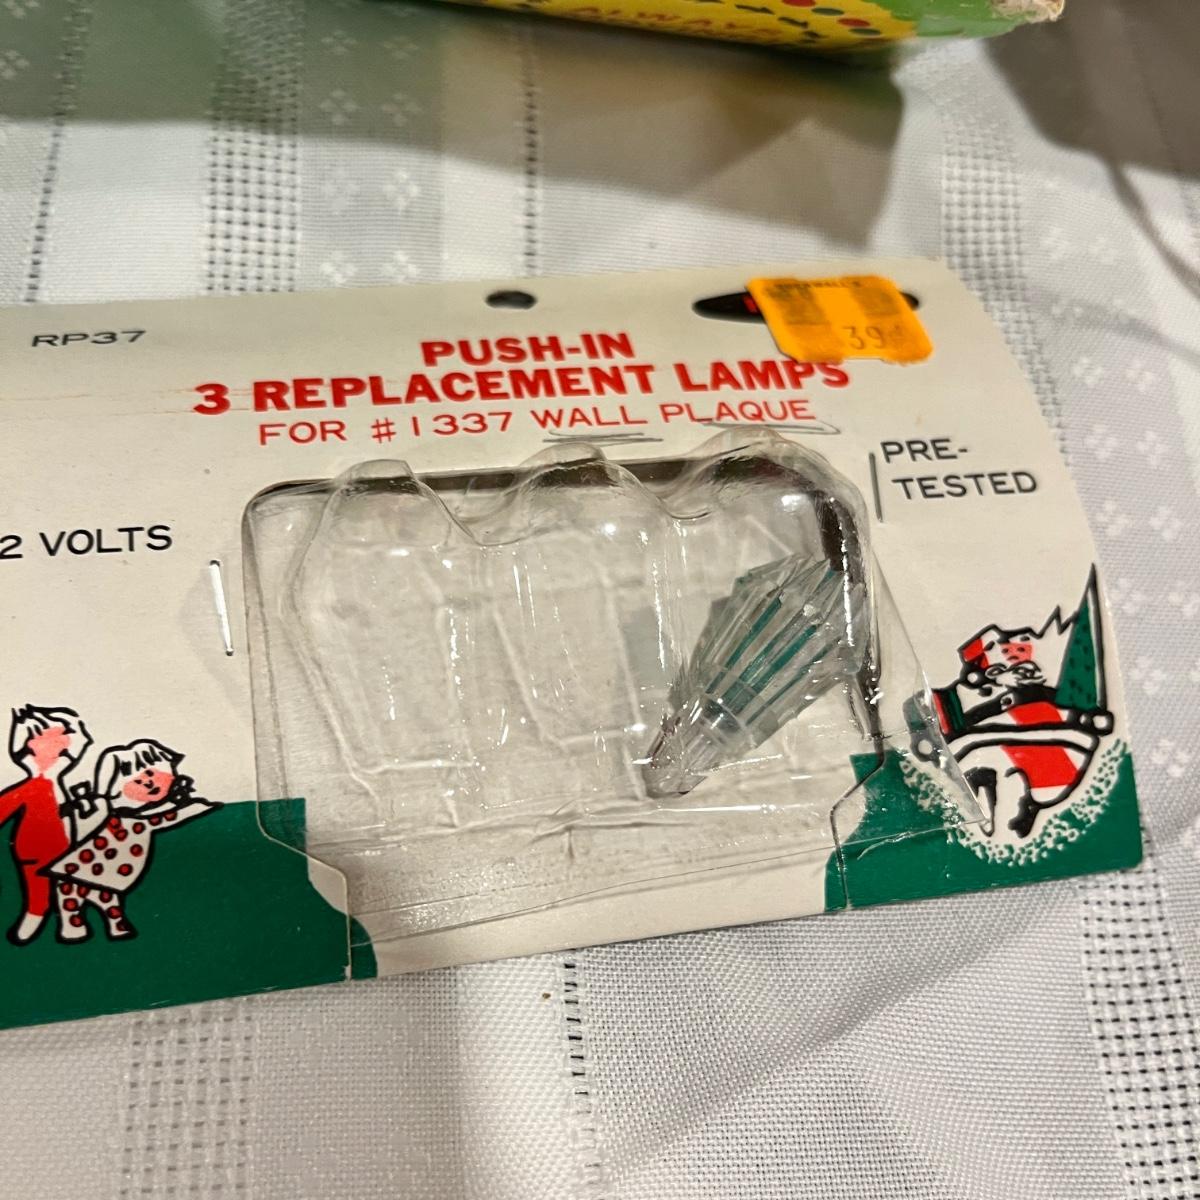 RP37
PUSH-IN
3 REPLACEMENT LAMPS
FOR #1337 WALL PLAQUE
39¢
PRE-
TESTED
2 VOLTS